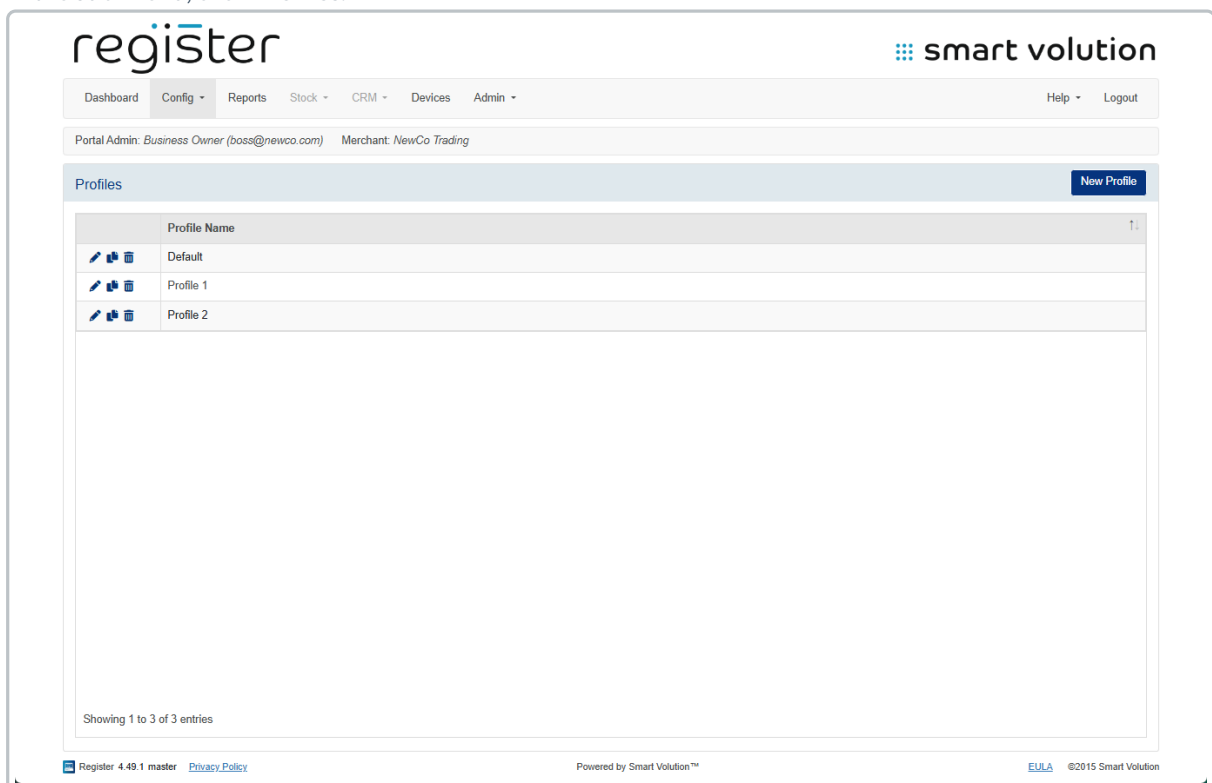 register
smart volution
Dashboard Config Reports Stock CRM Devices Admin Help Logout
Portal Admin: Business Owner (boss@newco.com) Merchant: NewCo Trading
Profiles New Profile
Profile Name
Default
Profile 1
Profile 2
Showing 1 to 3 of 3 entries
Register 4.49.1 master Privacy Policy Powered by Smart Volution™ EULA ©2015 Smart Volution